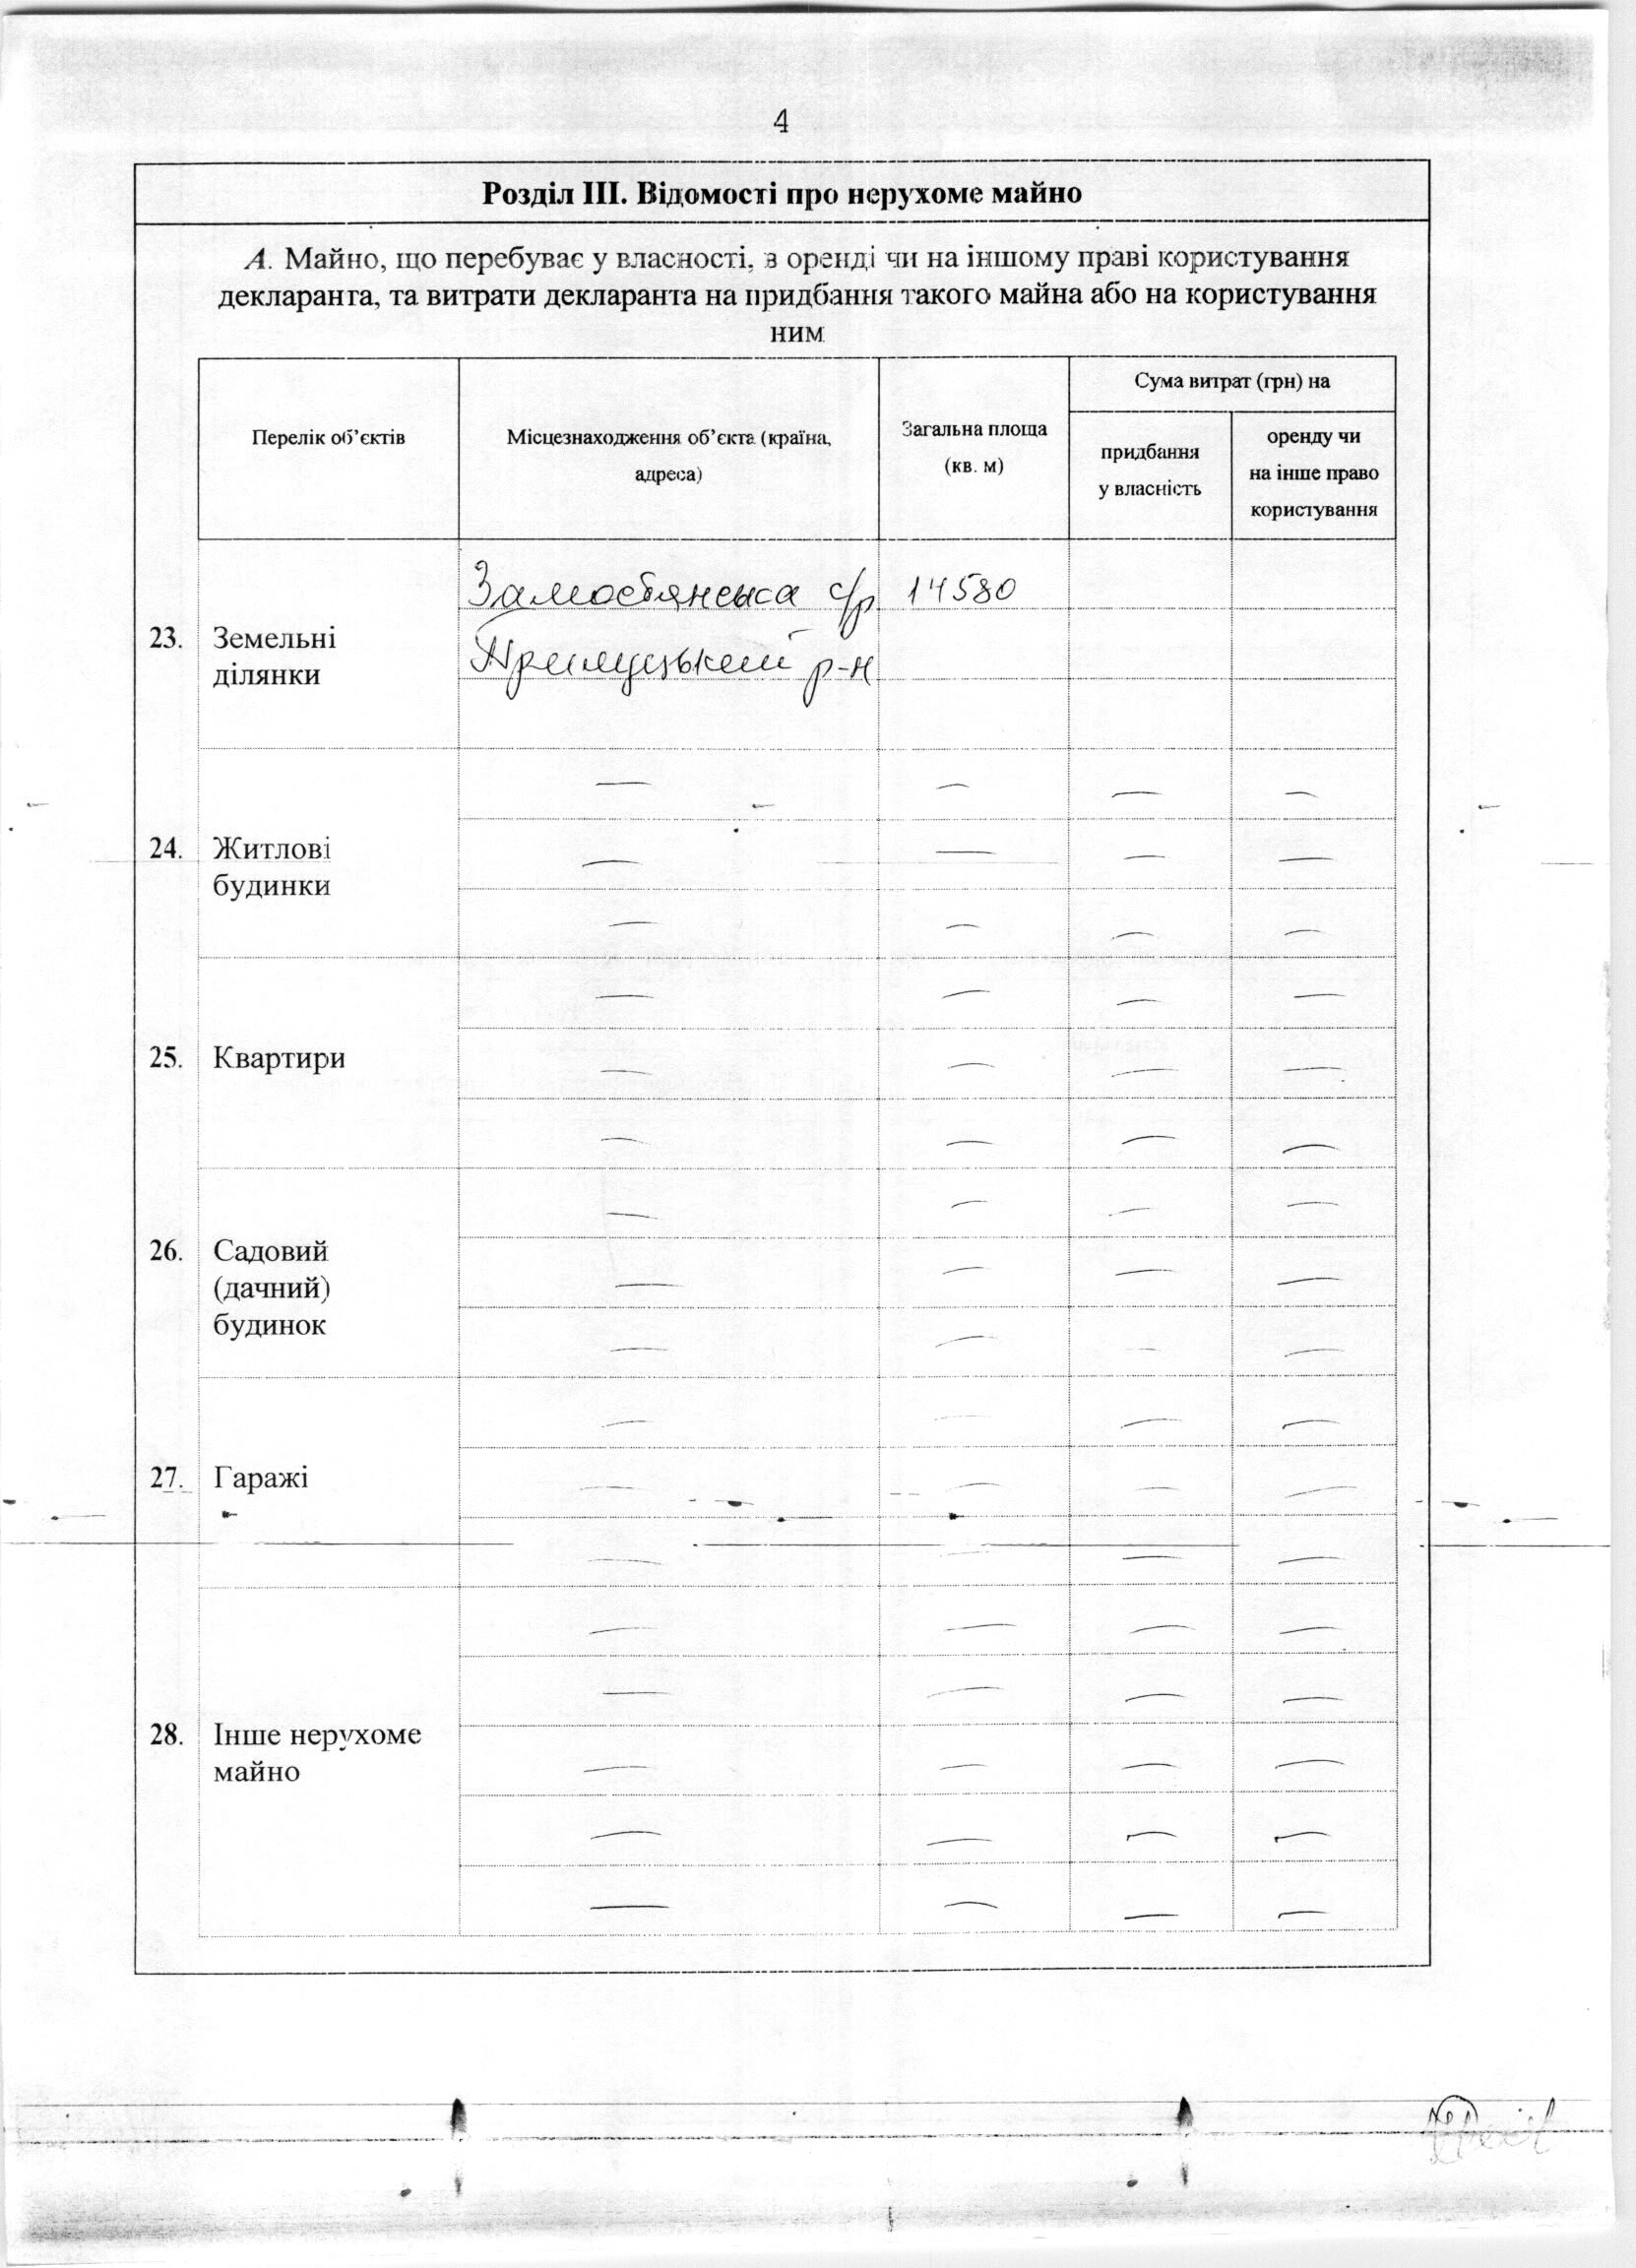 4
Розділ III. Відомості про нерухоме майно
А. Майно, що перебуває у власності, в оренді чи на іншому праві користування
декларанта, та витрати декларанта на придбання такого майна або на користування
ним
Перелік об’єктів
Місцезнаходження об’єкта (країна,
адреса)
Загальна площа
(кв. м)
Сума витрат (грн) на
придбання
у власність
оренду чи
на інше право
користування
23. Земельні
ділянки
Замостянська с/р 14580
Прилуцький р-н
24. Житлові
будинки
25. Квартири
26. Садовий
(дачний)
будинок
27. Гаражі
28. Інше нерухоме
майно